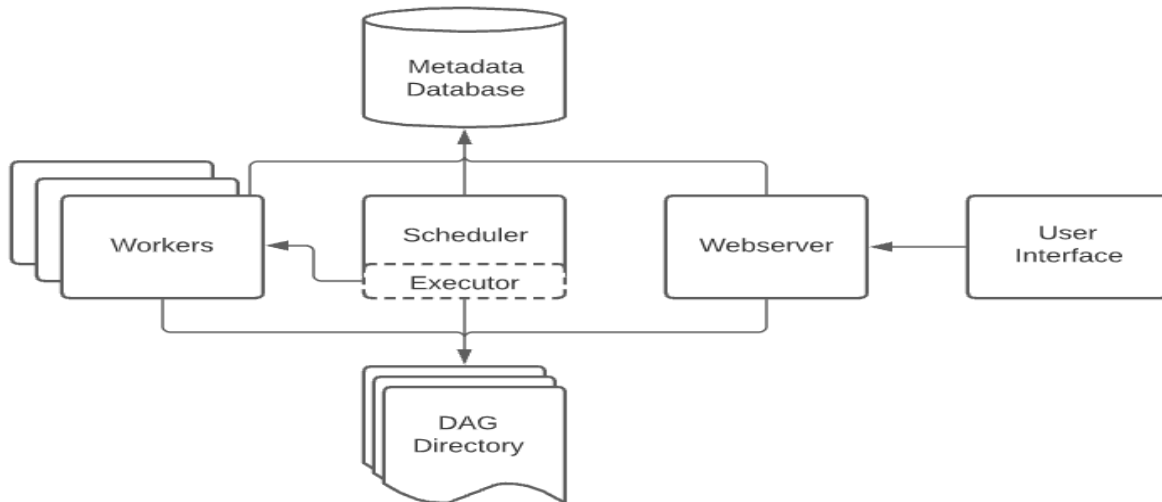 Metadata
Database
Workers
Scheduler
Executor
Webserver
User
Interface
DAG
Directory